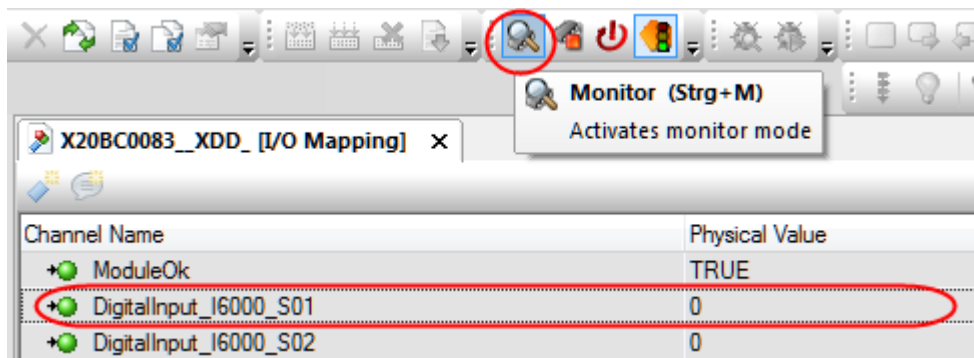 Monitor (Strg+M)
Activates monitor mode
X20BC0083__XDD_ [I/O Mapping]
Channel Name Physical Value
ModuleOk TRUE
DigitalInput_I6000_S01 0
DigitalInput_I6000_S02 0